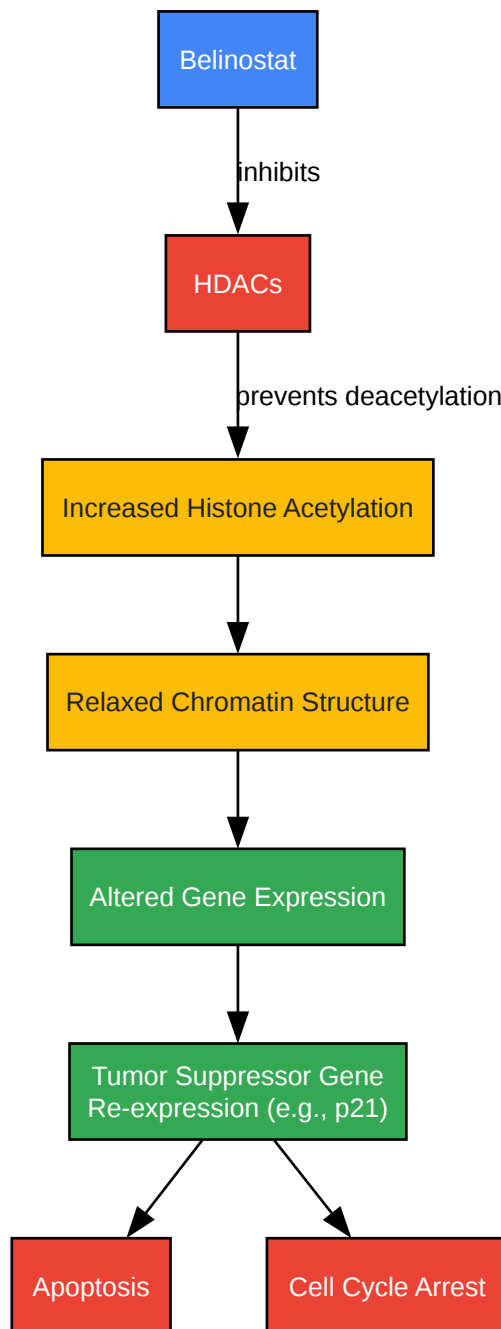 Belinostat
inhibits
HDACs
prevents deacetylation
Increased Histone Acetylation
Relaxed Chromatin Structure
Altered Gene Expression
Tumor Suppressor Gene
Re-expression (e.g., p21)
Apoptosis
Cell Cycle Arrest